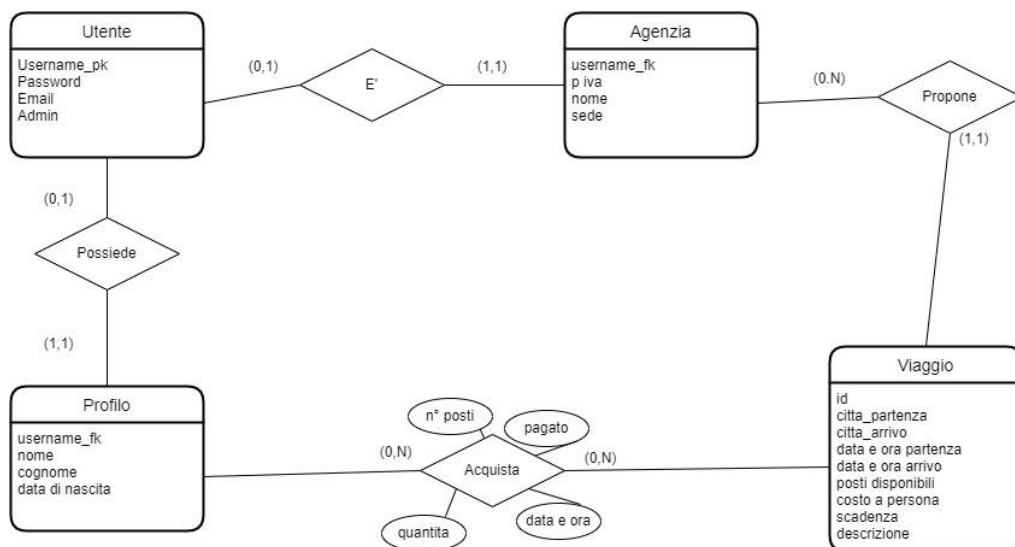 Utente
Username_pk
Password
Email
Admin
(0,1)
E'
(1,1)
Agenzia
username_fk
p iva
nome
sede
(0.N)
Propone
(1,1)
(0,1)
Possiede
(1,1)
Profilo
username_fk
nome
cognome
data di nascita
(0,N)
n° posti
pagato
Acquista
quantita
data e ora
(0,N)
Viaggio
id
citta_partenza
citta_arrivo
data e ora partenza
data e ora arrivo
posti disponibili
costo a persona
scadenza
descrizione